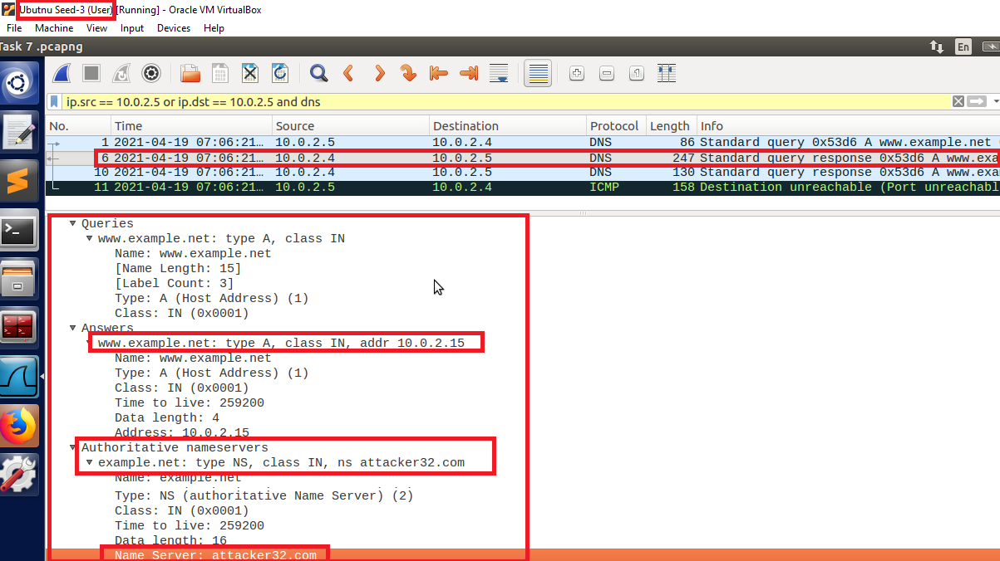 Ubutnu Seed-3 (User) [Running] - Oracle VM VirtualBox
File Machine View Input Devices Help
Task 7 .pcapng
En
ip.src == 10.0.2.5 or ip.dst == 10.0.2.5 and dns
No. Time Source Destination Protocol Length Info
1 2021-04-19 07:06:21… 10.0.2.5 10.0.2.4 DNS 86 Standard query 0x53d6 A www.example.net
6 2021-04-19 07:06:21… 10.0.2.4 10.0.2.5 DNS 247 Standard query response 0x53d6 A www.exa
10 2021-04-19 07:06:21… 10.0.2.4 10.0.2.5 DNS 130 Standard query response 0x53d6 A www.exa
11 2021-04-19 07:06:21… 10.0.2.5 10.0.2.4 ICMP 158 Destination unreachable (Port unreachabl
Queries
www.example.net: type A, class IN
Name: www.example.net
[Name Length: 15]
[Label Count: 3]
Type: A (Host Address) (1)
Class: IN (0x0001)
Answers
www.example.net: type A, class IN, addr 10.0.2.15
Name: www.example.net
Type: A (Host Address) (1)
Class: IN (0x0001)
Time to live: 259200
Data length: 4
Address: 10.0.2.15
Authoritative nameservers
example.net: type NS, class IN, ns attacker32.com
Name: example.net
Type: NS (authoritative Name Server) (2)
Class: IN (0x0001)
Time to live: 259200
Data length: 16
Name Server: attacker32.com